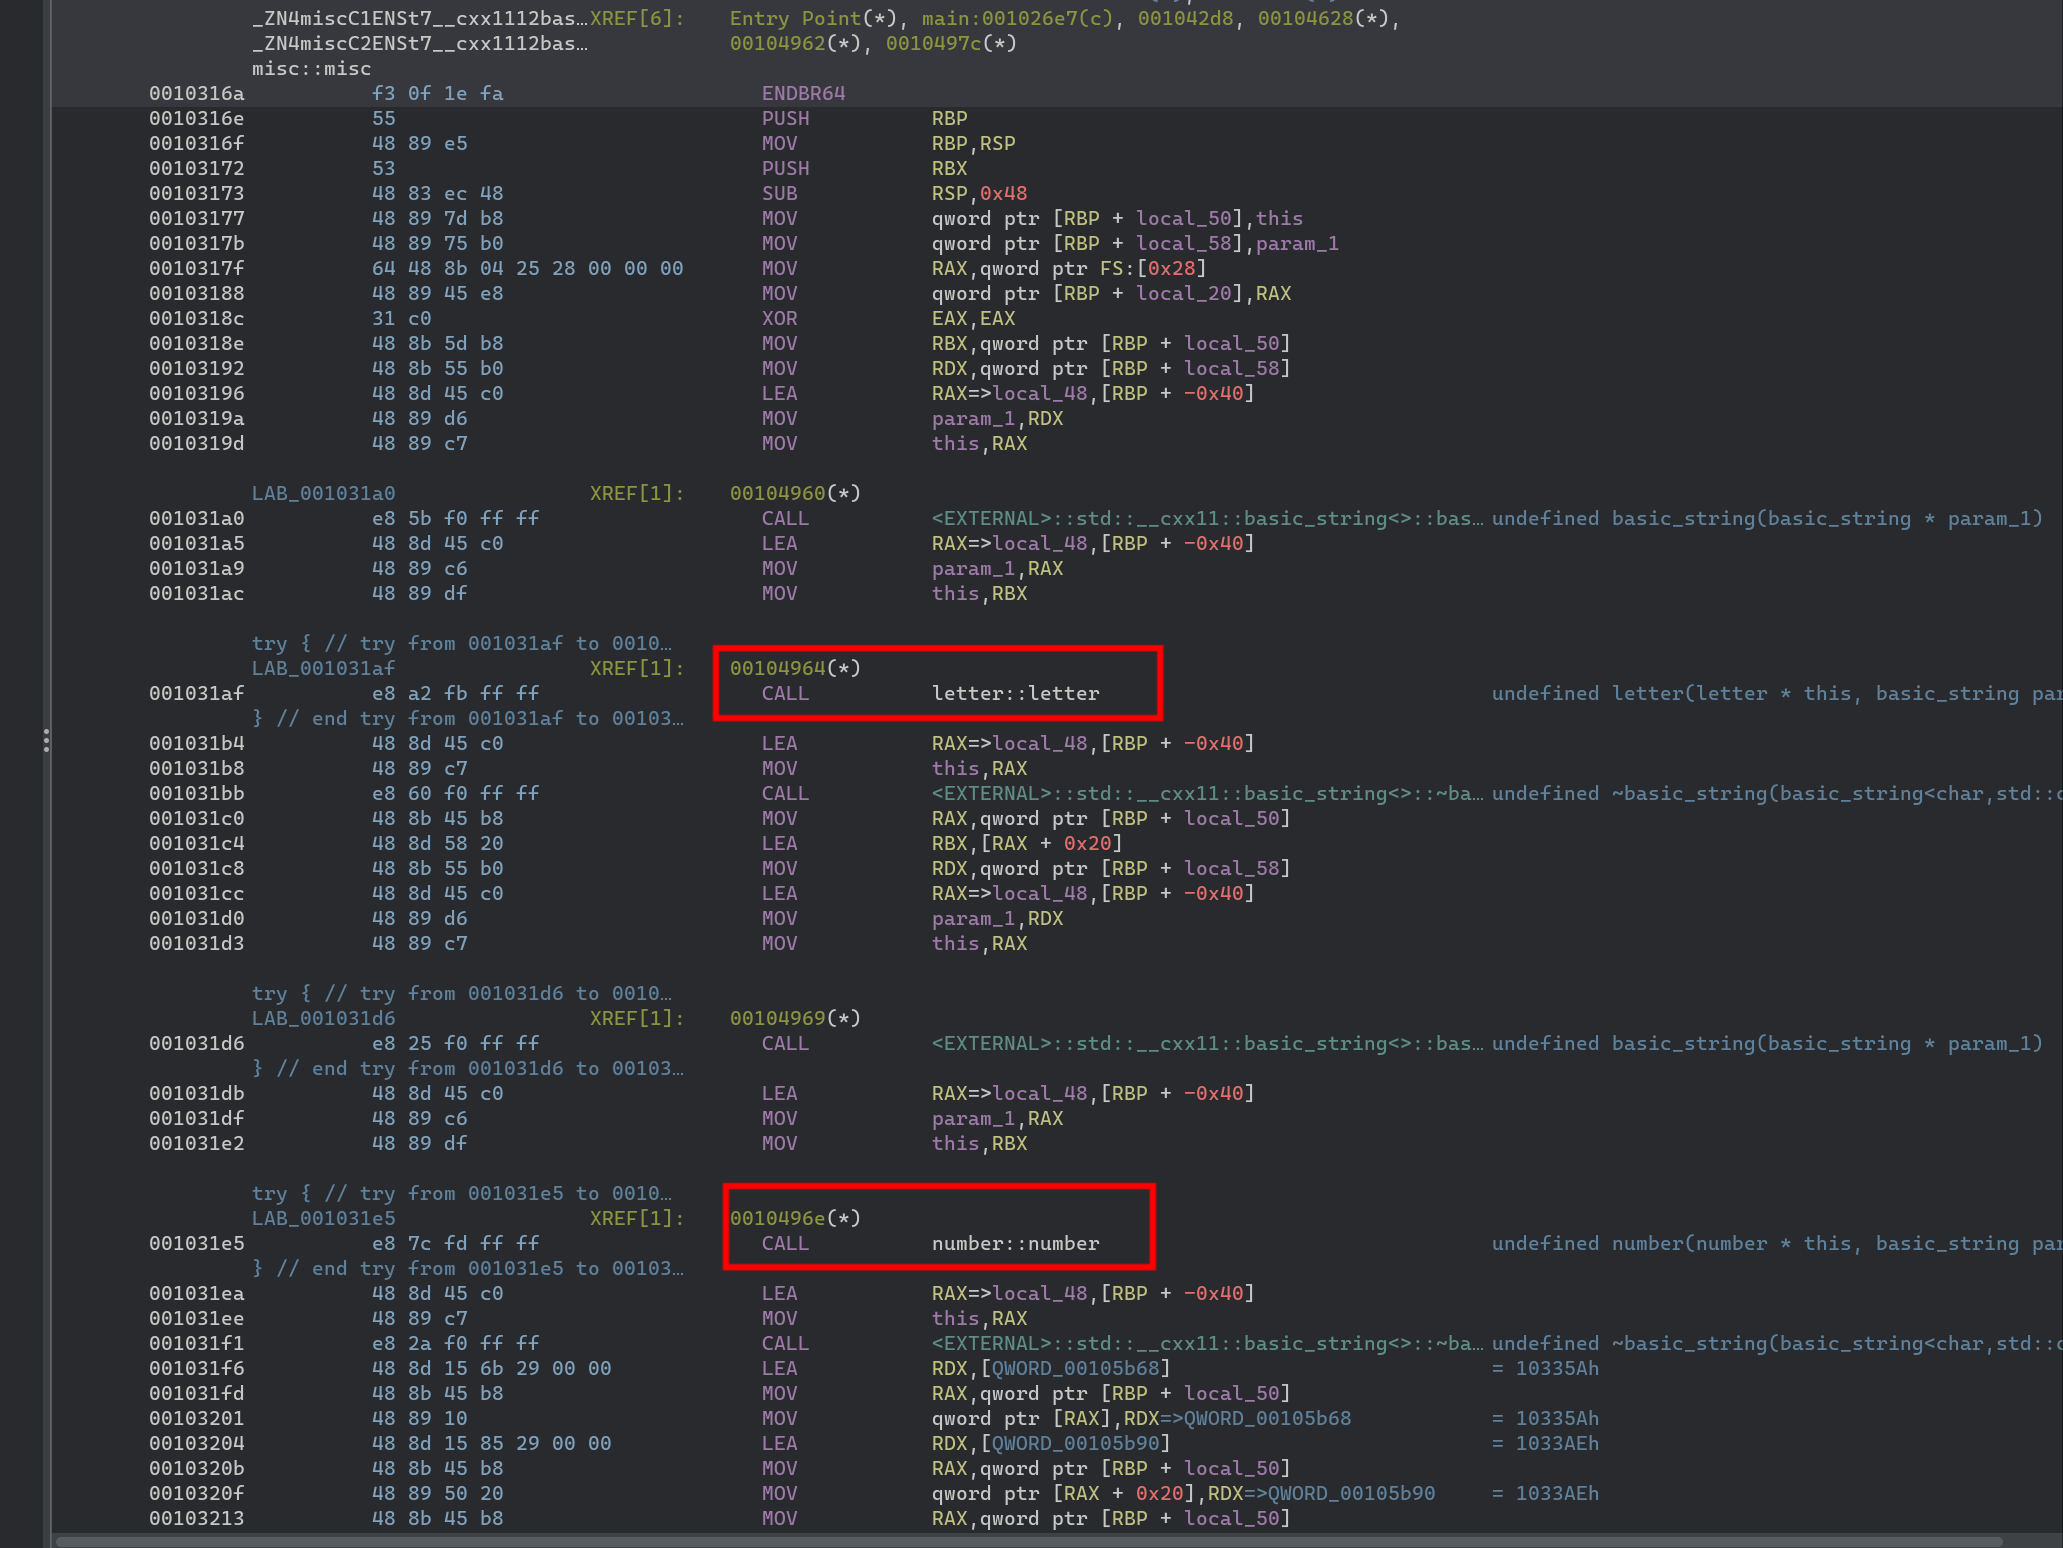 _ZN4miscC1ENSt7__cxx1112bas…XREF[6]: Entry Point(*), main:001026e7(c), 001042d8, 00104628(*),
_ZN4miscC2ENSt7__cxx1112bas… 00104962(*), 0010497c(*)
misc::misc
0010316a f3 0f 1e fa ENDBR64
0010316e 55 PUSH RBP
0010316f 48 89 e5 MOV RBP,RSP
00103172 53 PUSH RBX
00103173 48 83 ec 48 SUB RSP,0x48
00103177 48 89 7d b8 MOV qword ptr [RBP + local_50],this
0010317b 48 89 75 b0 MOV qword ptr [RBP + local_58],param_1
0010317f 64 48 8b 04 25 28 00 00 00 MOV RAX,qword ptr FS:[0x28]
00103188 48 89 45 e8 MOV qword ptr [RBP + local_20],RAX
0010318c 31 c0 XOR EAX,EAX
0010318e 48 8b 5d b8 MOV RBX,qword ptr [RBP + local_50]
00103192 48 8b 55 b0 MOV RDX,qword ptr [RBP + local_58]
00103196 48 8d 45 c0 LEA RAX=>local_48,[RBP + -0x40]
0010319a 48 89 d6 MOV param_1,RDX
0010319d 48 89 c7 MOV this,RAX
LAB_001031a0 XREF[1]: 00104960(*)
001031a0 e8 5b f0 ff ff CALL <EXTERNAL>::std::__cxx11::basic_string<>::bas… undefined basic_string(basic_string * param_1)
001031a5 48 8d 45 c0 LEA RAX=>local_48,[RBP + -0x40]
001031a9 48 89 c6 MOV param_1,RAX
001031ac 48 89 df MOV this,RBX
try { // try from 001031af to 0010…
LAB_001031af XREF[1]: 00104964(*)
001031af e8 a2 fb ff ff CALL letter::letter undefined letter(letter * this, basic_string par
} // end try from 001031af to 00103…
001031b4 48 8d 45 c0 LEA RAX=>local_48,[RBP + -0x40]
001031b8 48 89 c7 MOV this,RAX
001031bb e8 60 f0 ff ff CALL <EXTERNAL>::std::__cxx11::basic_string<>::~ba… undefined ~basic_string(basic_string<char,std::c
001031c0 48 8b 45 b8 MOV RAX,qword ptr [RBP + local_50]
001031c4 48 8d 58 20 LEA RBX,[RAX + 0x20]
001031c8 48 8b 55 b0 MOV RDX,qword ptr [RBP + local_58]
001031cc 48 8d 45 c0 LEA RAX=>local_48,[RBP + -0x40]
001031d0 48 89 d6 MOV param_1,RDX
001031d3 48 89 c7 MOV this,RAX
try { // try from 001031d6 to 0010…
LAB_001031d6 XREF[1]: 00104969(*)
001031d6 e8 25 f0 ff ff CALL <EXTERNAL>::std::__cxx11::basic_string<>::bas… undefined basic_string(basic_string * param_1)
} // end try from 001031d6 to 00103…
001031db 48 8d 45 c0 LEA RAX=>local_48,[RBP + -0x40]
001031df 48 89 c6 MOV param_1,RAX
001031e2 48 89 df MOV this,RBX
try { // try from 001031e5 to 0010…
LAB_001031e5 XREF[1]: 0010496e(*)
001031e5 e8 7c fd ff ff CALL number::number undefined number(number * this, basic_string par
} // end try from 001031e5 to 00103…
001031ea 48 8d 45 c0 LEA RAX=>local_48,[RBP + -0x40]
001031ee 48 89 c7 MOV this,RAX
001031f1 e8 2a f0 ff ff CALL <EXTERNAL>::std::__cxx11::basic_string<>::~ba… undefined ~basic_string(basic_string<char,std::c
001031f6 48 8d 15 6b 29 00 00 LEA RDX,[QWORD_00105b68] = 10335Ah
001031fd 48 8b 45 b8 MOV RAX,qword ptr [RBP + local_50]
00103201 48 89 10 MOV qword ptr [RAX],RDX=>QWORD_00105b68 = 10335Ah
00103204 48 8d 15 85 29 00 00 LEA RDX,[QWORD_00105b90] = 1033AEh
0010320b 48 8b 45 b8 MOV RAX,qword ptr [RBP + local_50]
0010320f 48 89 50 20 MOV qword ptr [RAX + 0x20],RDX=>QWORD_00105b90 = 1033AEh
00103213 48 8b 45 b8 MOV RAX,qword ptr [RBP + local_50]